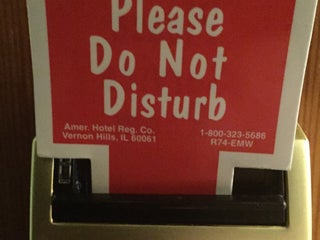 Please
Do Not
Disturb
Amer. Hotel Reg. Co.
Vernon Hills, IL 60061
1-800-323-5686
R74-EMW